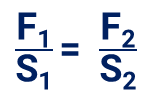 F₁/S₁ = F₂/S₂